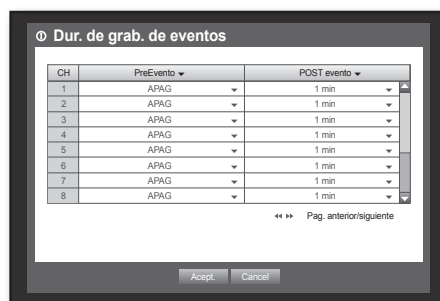 Dur. de grab. de eventos
CH PreEvento POST evento
1 APAG 1 min
2 APAG 1 min
3 APAG 1 min
4 APAG 1 min
5 APAG 1 min
6 APAG 1 min
7 APAG 1 min
8 APAG 1 min
Pag. anterior/siguiente
Acept. Cancel